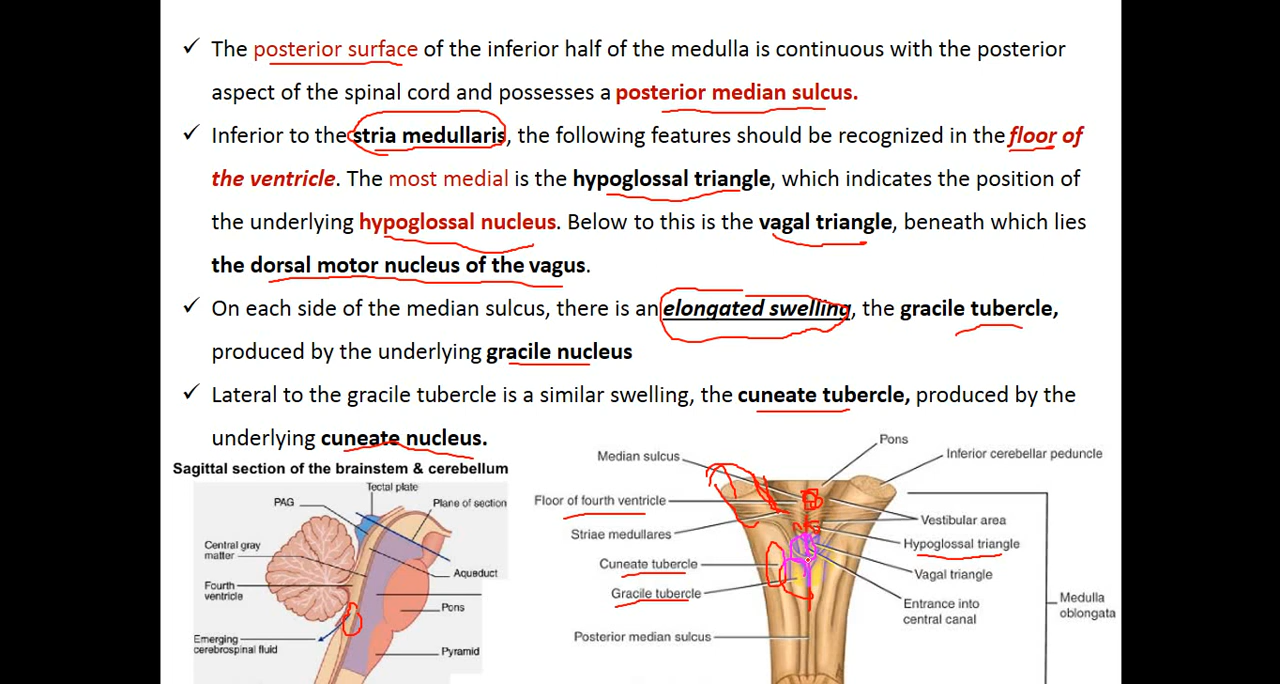 ✓ The posterior surface of the inferior half of the medulla is continuous with the posterior
aspect of the spinal cord and possesses a posterior median sulcus.
✓ Inferior to the stria medullaris, the following features should be recognized in the floor of
the ventricle. The most medial is the hypoglossal triangle, which indicates the position of
the underlying hypoglossal nucleus. Below to this is the vagal triangle, beneath which lies
the dorsal motor nucleus of the vagus.
✓ On each side of the median sulcus, there is an elongated swelling, the gracile tubercle,
produced by the underlying gracile nucleus
✓ Lateral to the gracile tubercle is a similar swelling, the cuneate tubercle, produced by the
underlying cuneate nucleus.
Sagittal section of the brainstem & cerebellum
Tectal plate
PAG
Plane of section
Central gray
matter
Aqueduct
Fourth
ventricle
Pons
Emerging
cerebrospinal fluid
Pyramid
Pons
Median sulcus
Inferior cerebellar peduncle
Floor of fourth ventricle
Vestibular area
Striae medullares
Hypoglossal triangle
Cuneate tubercle
Vagal triangle
Gracile tubercle
Entrance into
central canal
Medulla
oblongata
Posterior median sulcus